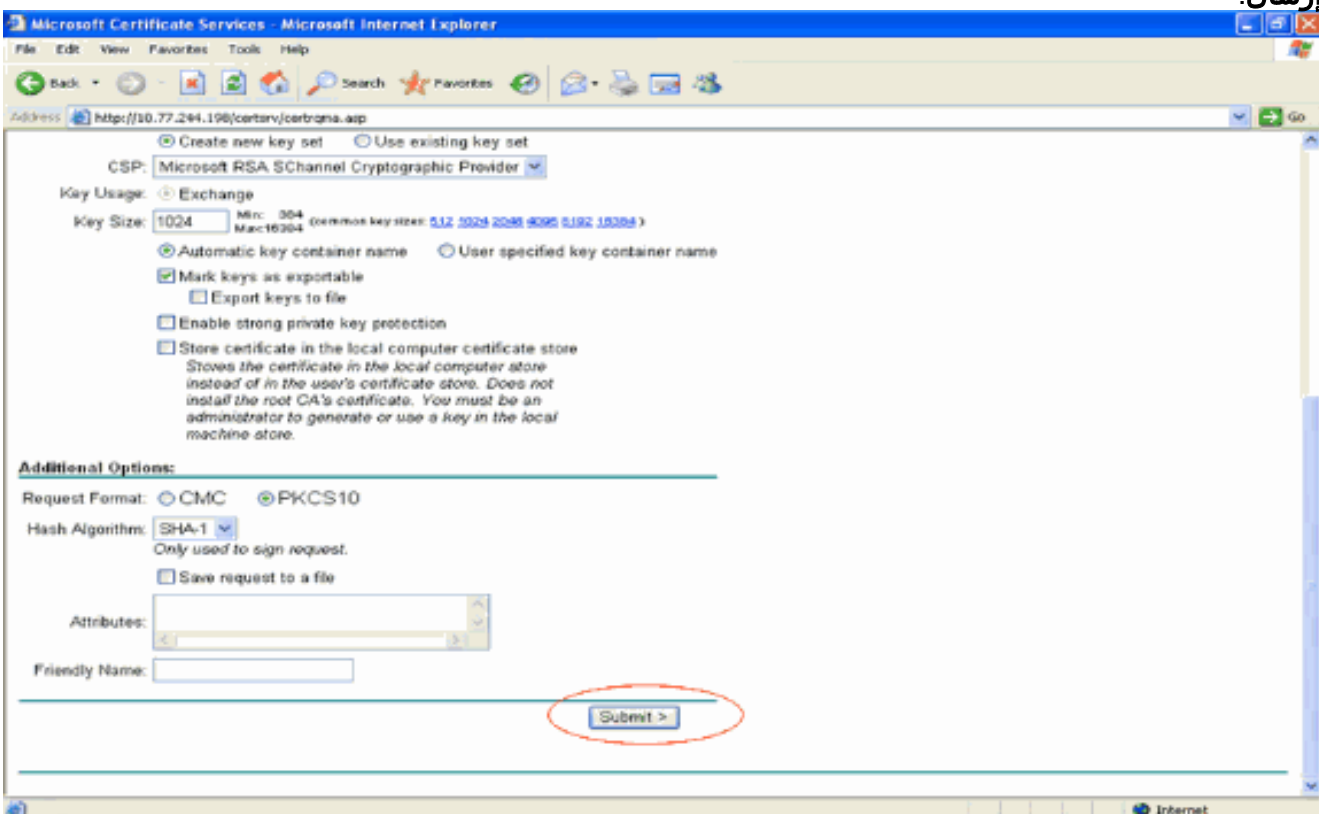 إرسال.
Microsoft Certificate Services - Microsoft Internet Explorer
File Edit View Favorites Tools Help
Back Search Favorites
Address http://10.77.244.198/certsrv/certrqma.asp Go
Create new key set Use existing key set
CSP: Microsoft RSA SChannel Cryptographic Provider
Key Usage: Exchange
Key Size: 1024 Min: 384 Max:16384 (common key sizes: 512 1024 2048 4096 8192 16384 )
Automatic key container name User specified key container name
Mark keys as exportable
Export keys to file
Enable strong private key protection
Store certificate in the local computer certificate store
Stores the certificate in the local computer store
instead of in the user's certificate store. Does not
install the root CA's certificate. You must be an
administrator to generate or use a key in the local
machine store.
Additional Options:
Request Format: CMC PKCS10
Hash Algorithm: SHA-1
Only used to sign request.
Save request to a file
Attributes:
Friendly Name:
Submit >
Internet